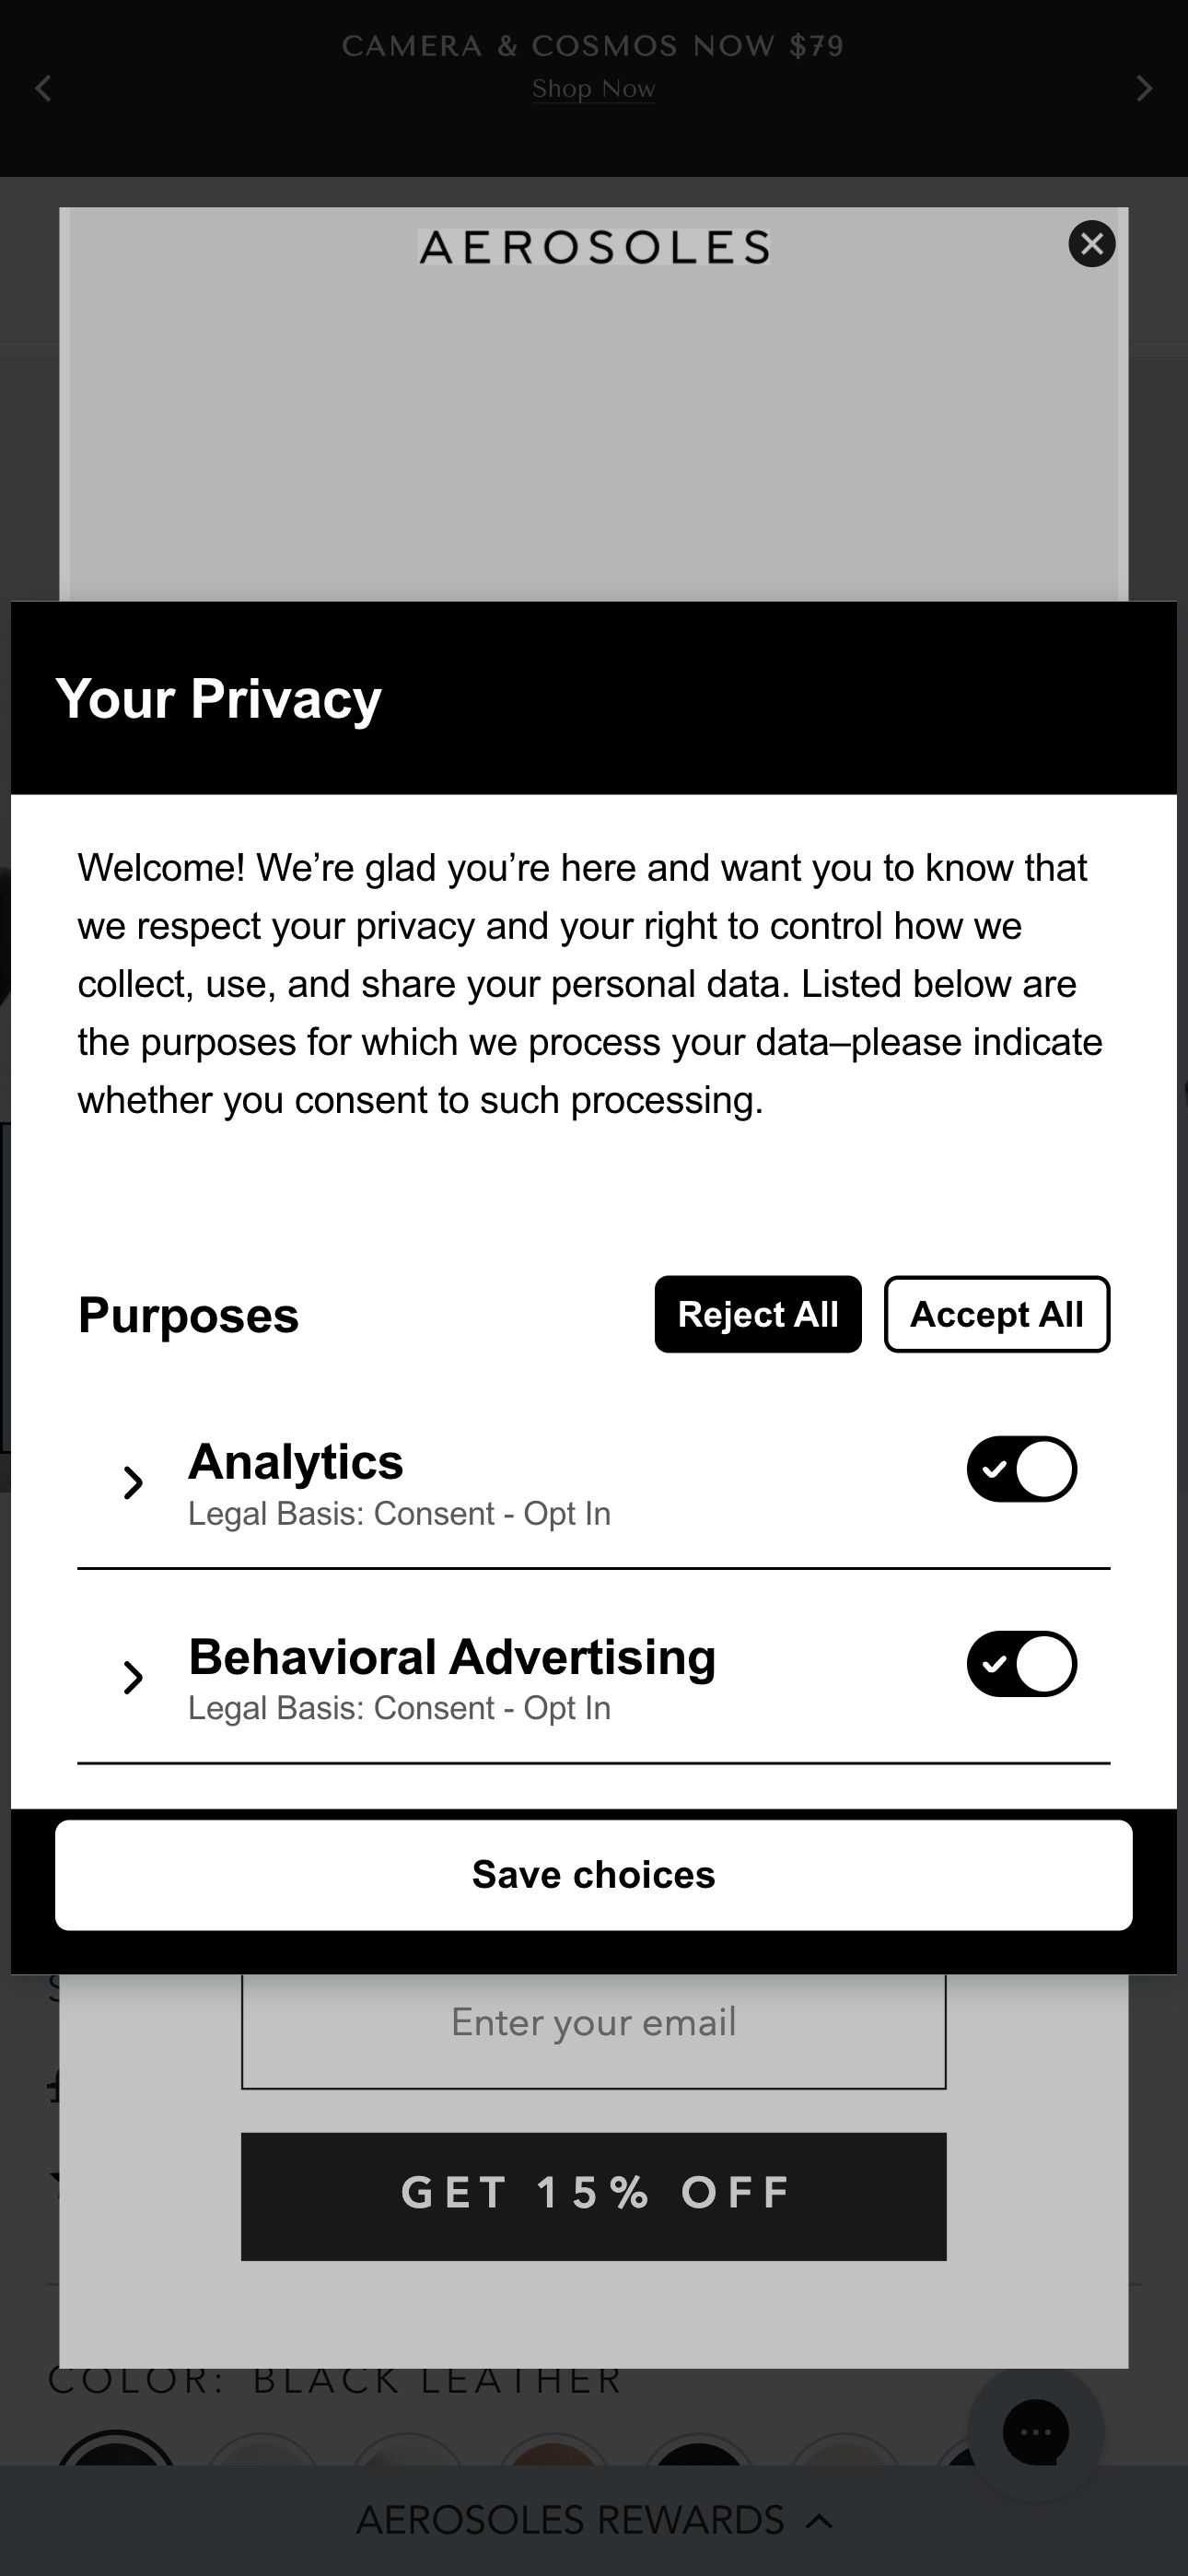 CAMERA & COSMOS NOW $79
Shop Now
AEROSOLES
Your Privacy
Welcome! We’re glad you’re here and want you to know that
we respect your privacy and your right to control how we
collect, use, and share your personal data. Listed below are
the purposes for which we process your data–please indicate
whether you consent to such processing.
Purposes
Reject All
Accept All
Analytics
Legal Basis: Consent - Opt In
Behavioral Advertising
Legal Basis: Consent - Opt In
Save choices
Enter your email
GET 15% OFF
COLOR: BLACK LEATHER
AEROSOLES REWARDS